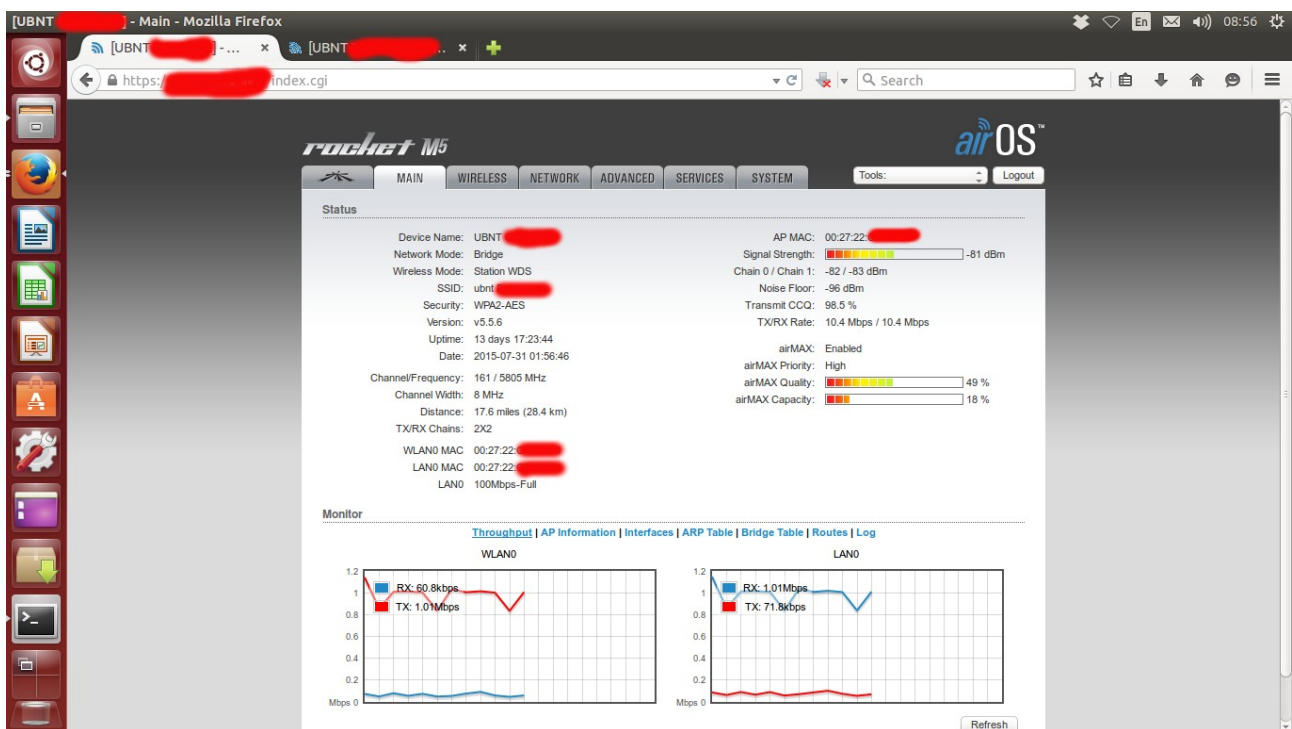 [UBNT ] - Main - Mozilla Firefox En 08:56
[UBNT ] - ... × [UBNT .. ×
https:/ /index.cgi Search
rocket M5 airOS™
MAIN WIRELESS NETWORK ADVANCED SERVICES SYSTEM Tools: Logout
Status
Device Name: UBNT
Network Mode: Bridge
Wireless Mode: Station WDS
SSID: ubnt
Security: WPA2-AES
Version: v5.5.6
Uptime: 13 days 17:23:44
Date: 2015-07-31 01:56:46
Channel/Frequency: 161 / 5805 MHz
Channel Width: 8 MHz
Distance: 17.6 miles (28.4 km)
TX/RX Chains: 2X2
WLAN0 MAC 00:27:22:
LAN0 MAC 00:27:22:
LAN0 100Mbps-Full
AP MAC: 00:27:22:
Signal Strength: -81 dBm
Chain 0 / Chain 1: -82 / -83 dBm
Noise Floor: -96 dBm
Transmit CCQ: 98.5 %
TX/RX Rate: 10.4 Mbps / 10.4 Mbps
airMAX: Enabled
airMAX Priority: High
airMAX Quality: 49 %
airMAX Capacity: 18 %
Monitor
Throughput | AP Information | Interfaces | ARP Table | Bridge Table | Routes | Log
WLAN0
1.2
1
0.8
0.6
0.4
0.2
Mbps 0
RX: 60.8kbps
TX: 1.01Mbps
LAN0
1.2
1
0.8
0.6
0.4
0.2
Mbps 0
RX: 1.01Mbps
TX: 71.8kbps
Refresh